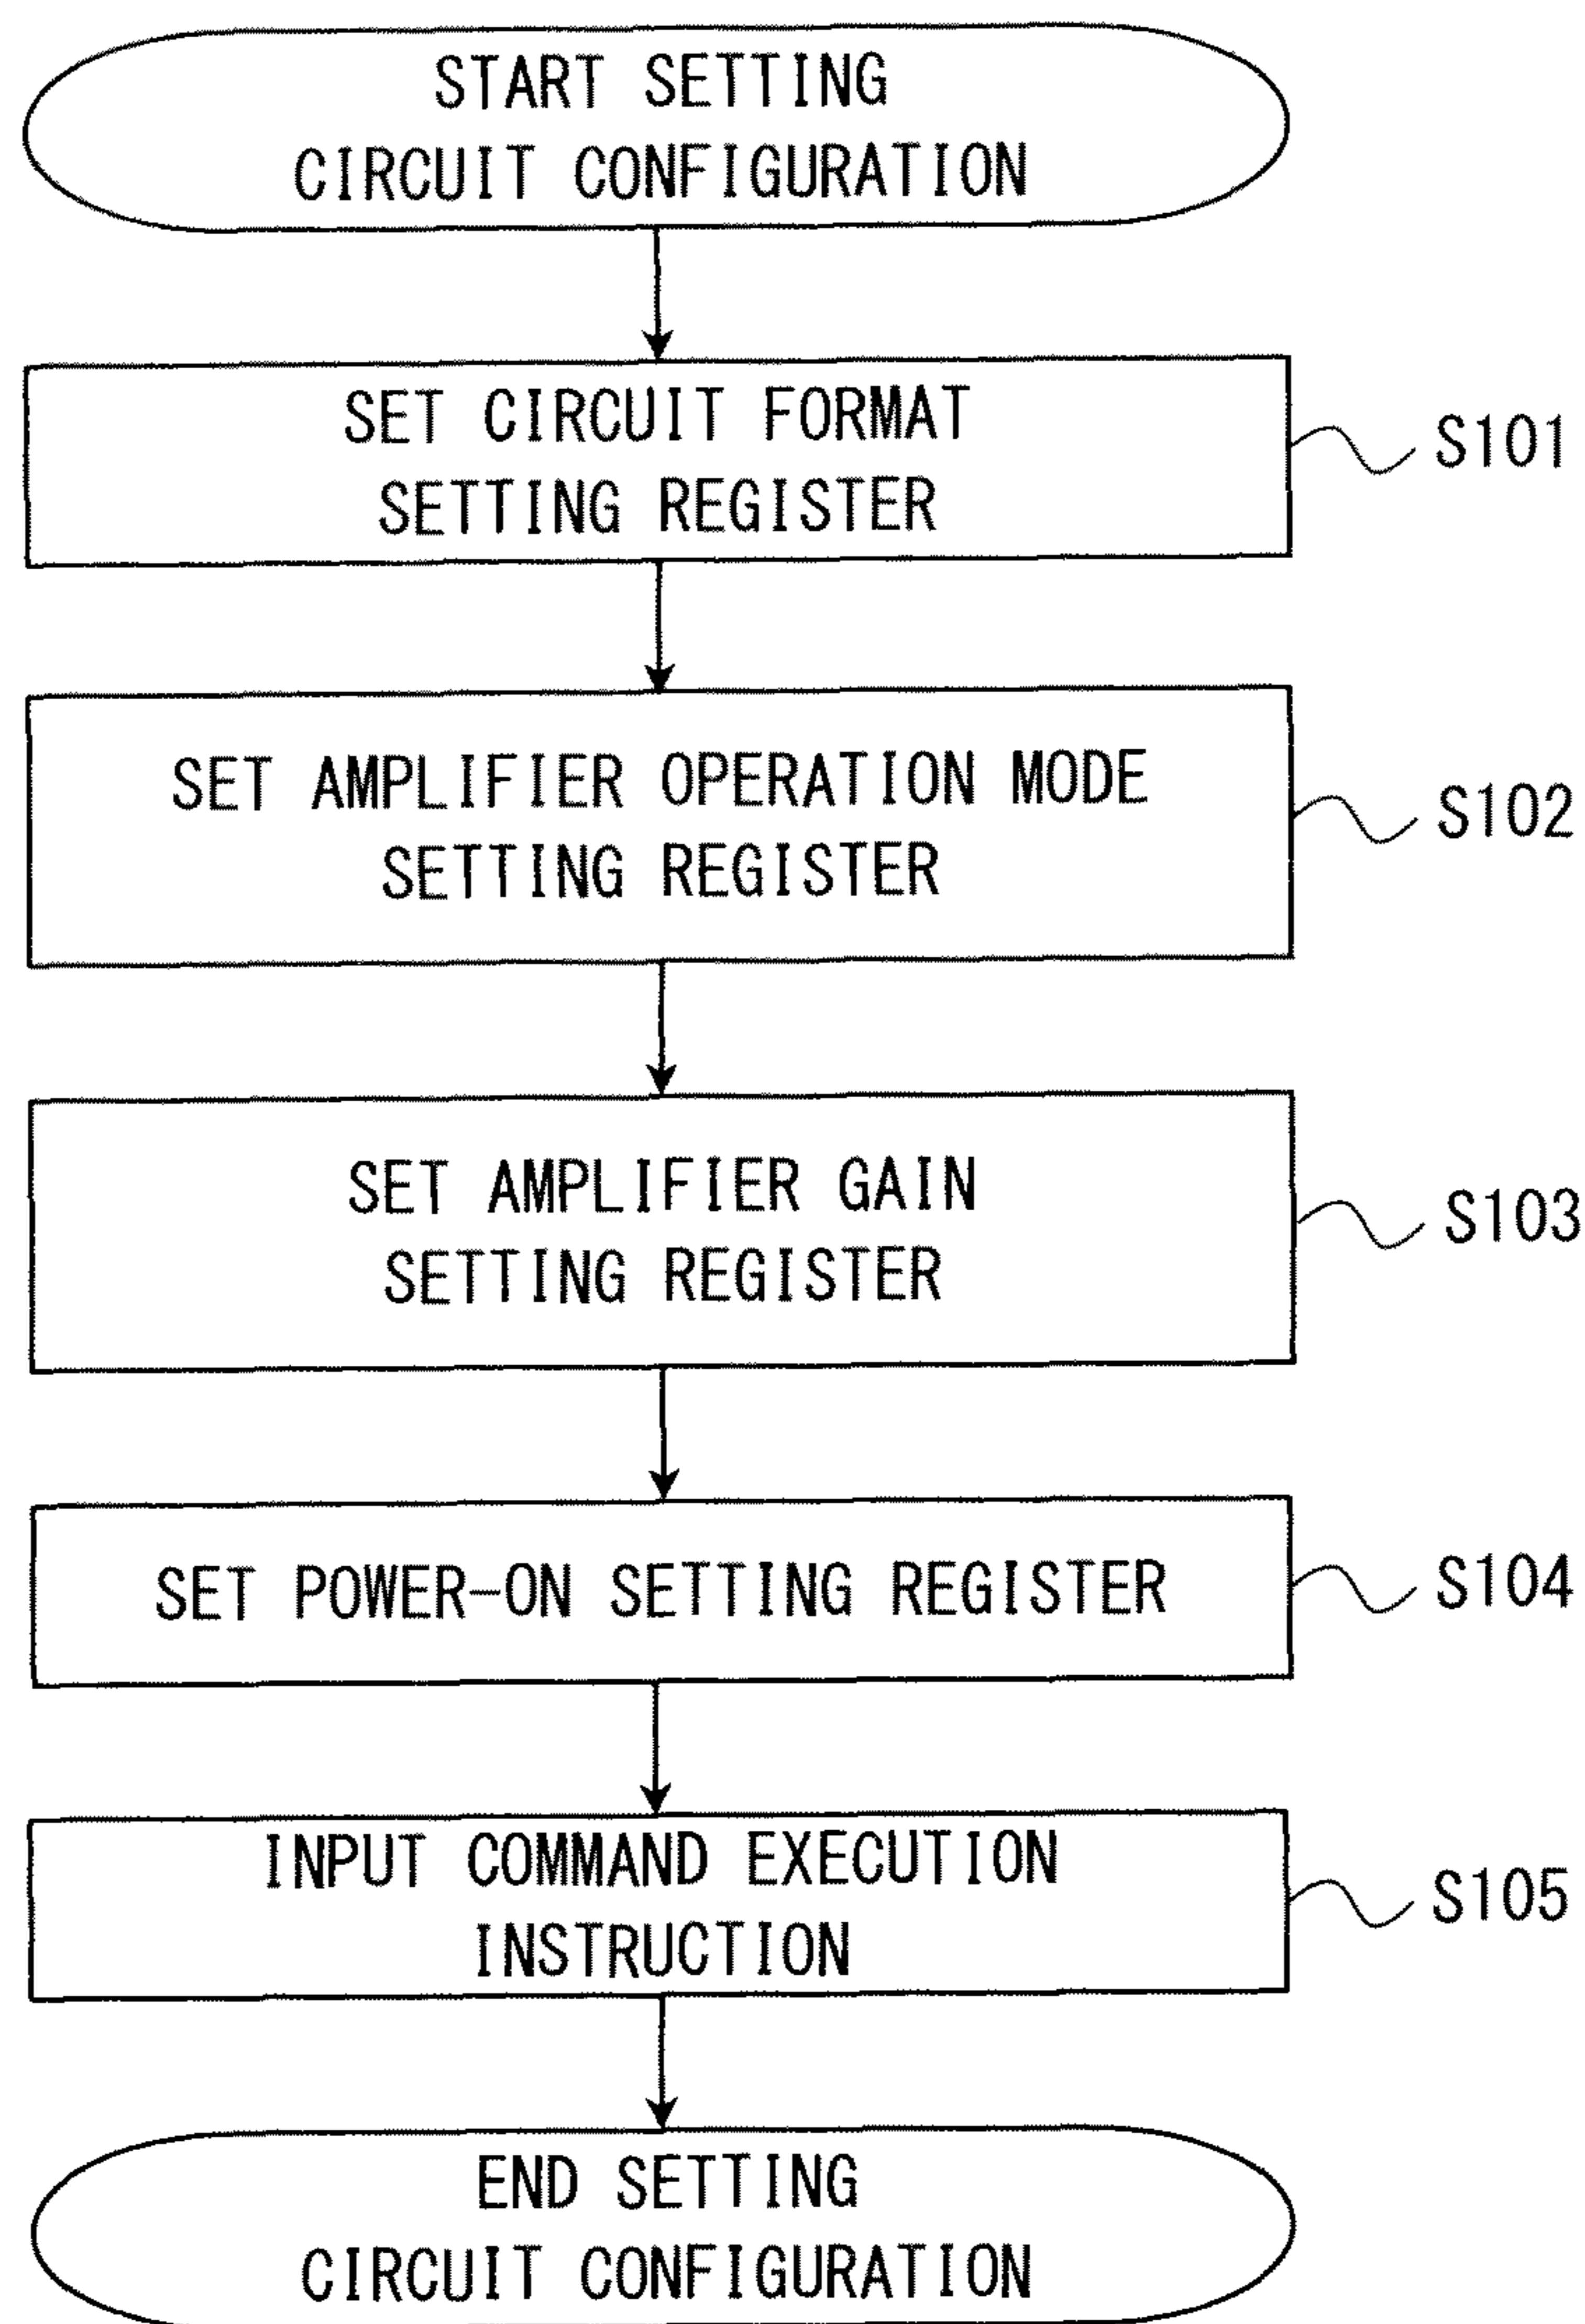 START SETTING
CIRCUIT CONFIGURATION
SET CIRCUIT FORMAT
SETTING REGISTER
S101
SET AMPLIFIER OPERATION MODE
SETTING REGISTER
S102
SET AMPLIFIER GAIN
SETTING REGISTER
S103
SET POWER-ON SETTING REGISTER
S104
INPUT COMMAND EXECUTION
INSTRUCTION
S105
END SETTING
CIRCUIT CONFIGURATION